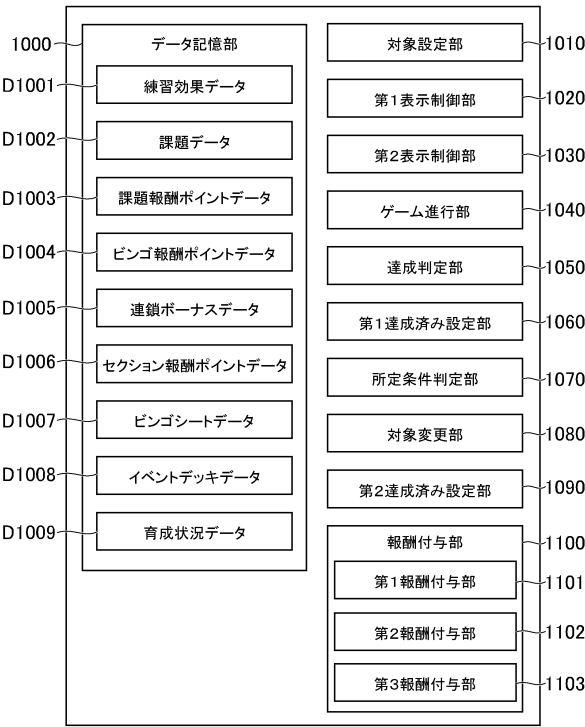 1000
データ記憶部
D1001
練習効果データ
D1002
課題データ
D1003
課題報酬ポイントデータ
D1004
ビンゴ報酬ポイントデータ
D1005
連鎖ボーナスデータ
D1006
セクション報酬ポイントデータ
D1007
ビンゴシートデータ
D1008
イベントデッキデータ
D1009
育成状況データ
対象設定部
1010
第1表示制御部
1020
第2表示制御部
1030
ゲーム進行部
1040
達成判定部
1050
第1達成済み設定部
1060
所定条件判定部
1070
対象変更部
1080
第2達成済み設定部
1090
報酬付与部
1100
第1報酬付与部
1101
第2報酬付与部
1102
第3報酬付与部
1103